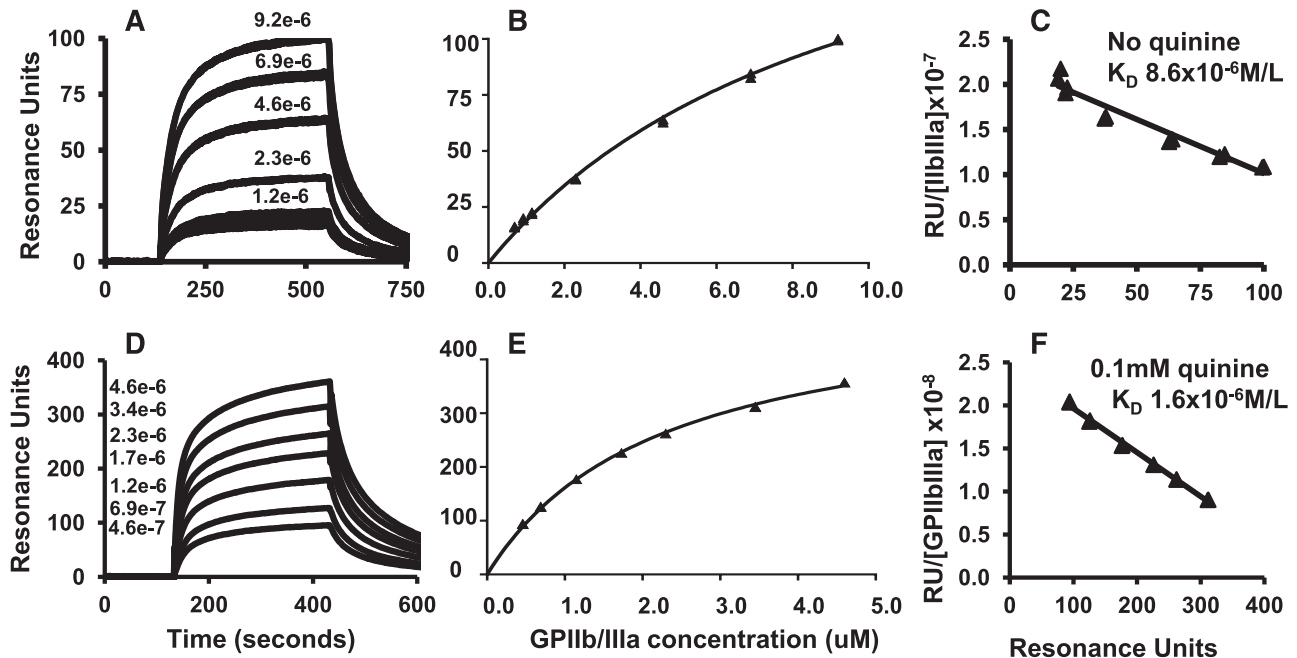 A
9.2e-6
6.9e-6
4.6e-6
2.3e-6
1.2e-6
100
75
50
25
0
0
250
500
750
Resonance Units
B
100
75
50
25
0
0.0
2.0
4.0
6.0
8.0
10.0
C
No quinine
KD 8.6x10-6M/L
2.5
2.0
1.5
1.0
0.5
0.0
0
25
50
75
100
RU/[IIbIIIa]x10-7
D
4.6e-6
3.4e-6
2.3e-6
1.7e-6
1.2e-6
6.9e-7
4.6e-7
400
300
200
100
0
0
200
400
600
Resonance Units
Time (seconds)
E
400
300
200
100
0
0.0
1.0
2.0
3.0
4.0
5.0
GPIIb/IIIa concentration (uM)
F
0.1mM quinine
KD 1.6x10-6M/L
2.5
2.0
1.5
1.0
0.5
0.0
0
100
200
300
400
RU/[GPIIbIIIa] x10-8
Resonance Units